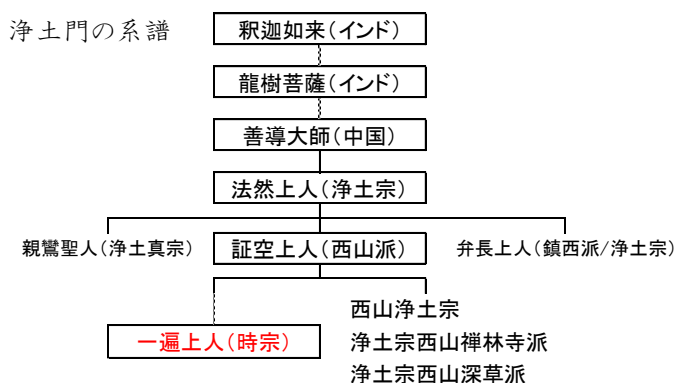 浄土門の系譜
釈迦如来(インド)
龍樹菩薩(インド)
善導大師(中国)
法然上人(浄土宗)
親鸞聖人(浄土真宗)
証空上人(西山派)
弁長上人(鎮西派/浄土宗)
一遍上人(時宗)
西山浄土宗
浄土宗西山禅林寺派
浄土宗西山深草派